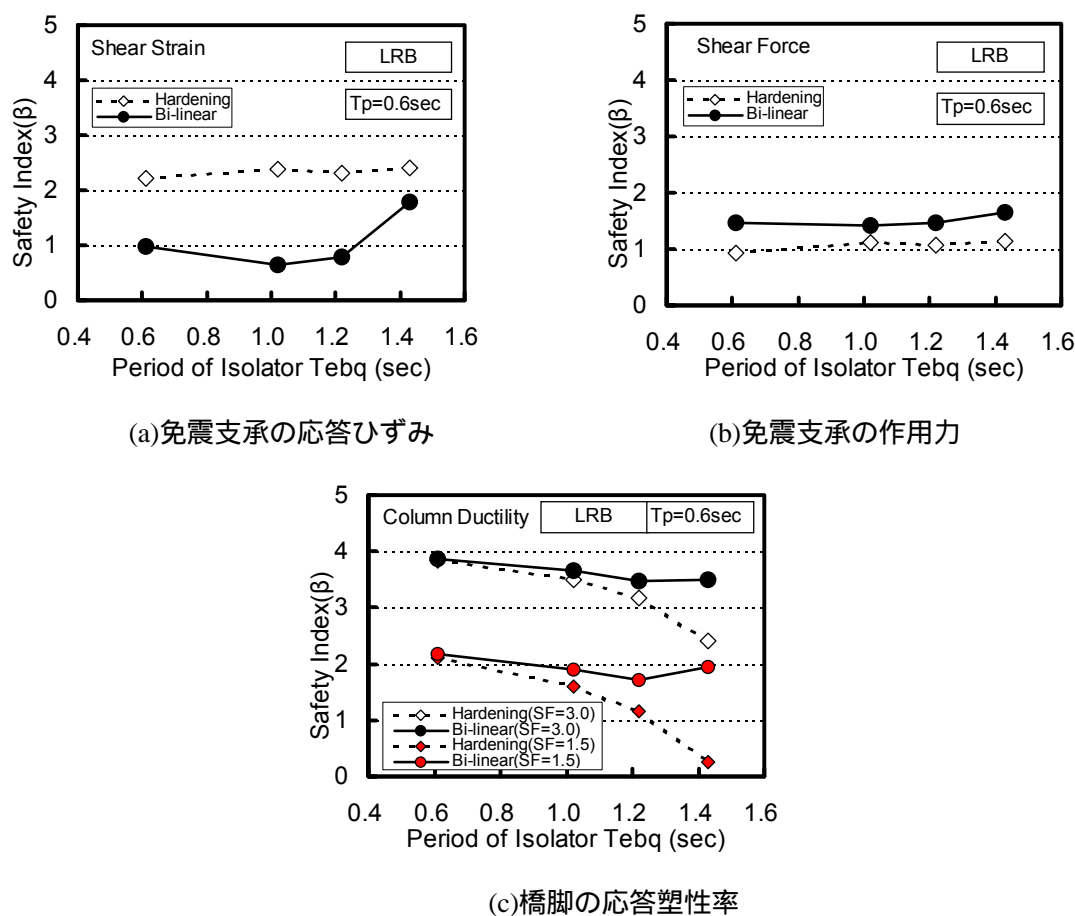 Shear Strain
LRB
Hardening
Bi-linear
Tp=0.6sec
Safety Index(β)
5
4
3
2
1
0
0.4 0.6 0.8 1.0 1.2 1.4 1.6
Period of Isolator Tebq (sec)
(a)免震支承の応答ひずみ
Shear Force
LRB
Hardening
Bi-linear
Tp=0.6sec
Safety Index(β)
5
4
3
2
1
0
0.4 0.6 0.8 1.0 1.2 1.4 1.6
Period of Isolator Tebq (sec)
(b)免震支承の作用力
Column Ductility
LRB Tp=0.6sec
Safety Index(β)
5
4
3
2
1
0
Hardening(SF=3.0)
Bi-linear(SF=3.0)
Hardening(SF=1.5)
Bi-linear(SF=1.5)
0.4 0.6 0.8 1.0 1.2 1.4 1.6
Period of Isolator Tebq (sec)
(c)橋脚の応答塑性率